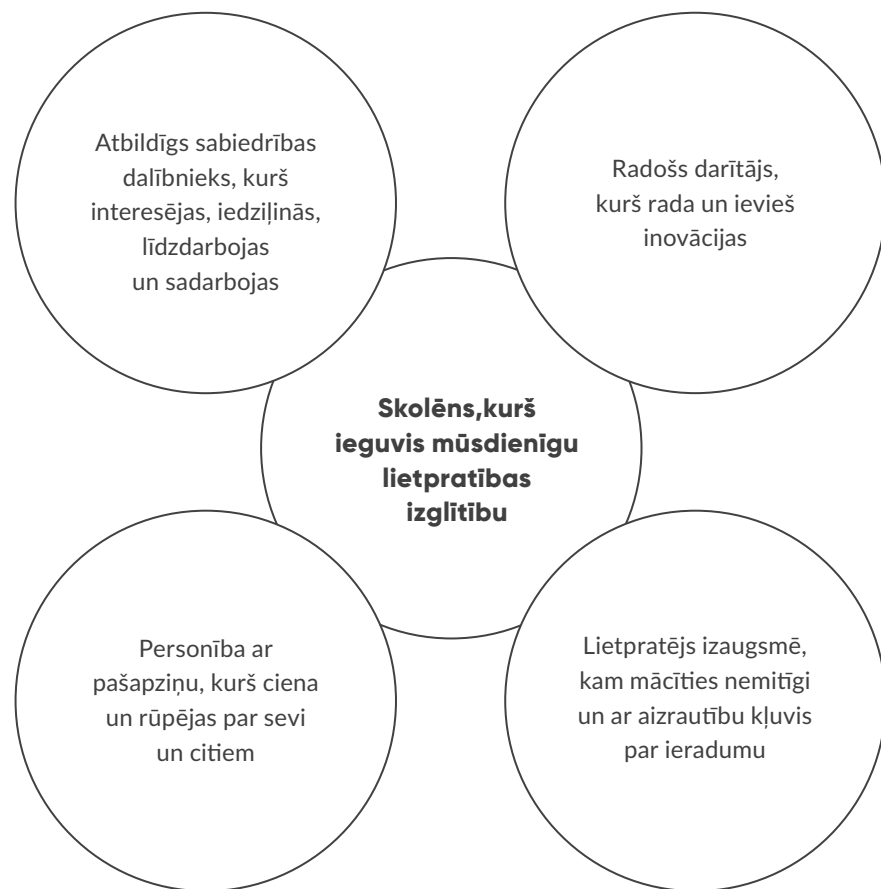 Atbildīgs sabiedrības
dalībnieks, kurš
interesējas, iedziļinās,
līdzdarbojas
un sadarbojas
Radošs darītājs,
kurš rada un ievieš
inovācijas
Skolēns,kurš
ieguvis mūsdienīgu
lietpratības
izglītību
Personība ar
pašapziņu, kurš ciena
un rūpējas par sevi
un citiem
Lietpratējs izaugsmē,
kam mācīties nemitīgi
un ar aizrautību kļuvis
par ieradumu